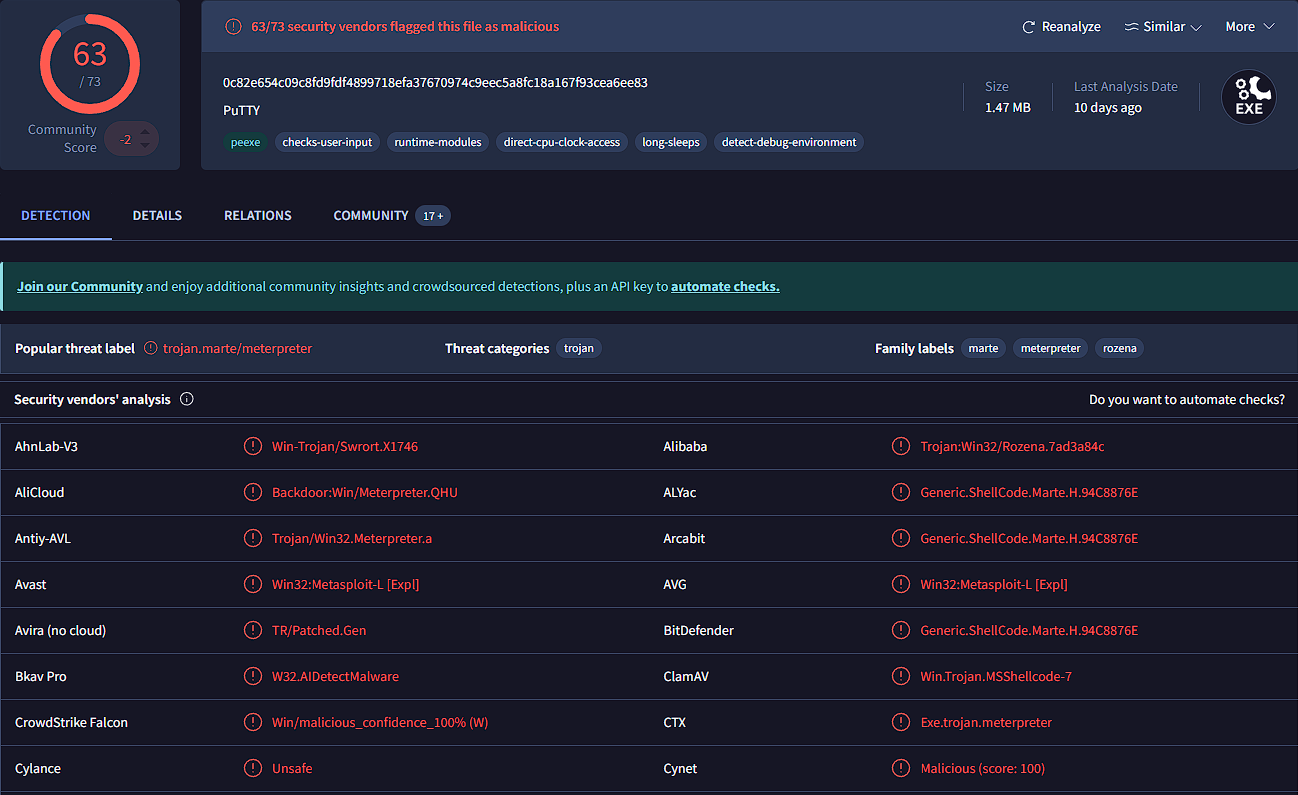 63
/ 73
Community
Score
-2
63/73 security vendors flagged this file as malicious
Reanalyze
Similar
More
0c82e654c09c8fd9fdf4899718efa37670974c9eec5a8fc18a167f93cea6ee83
PuTTY
Size
1.47 MB
Last Analysis Date
10 days ago
EXE
peexe checks-user-input runtime-modules direct-cpu-clock-access long-sleeps detect-debug-environment
DETECTION DETAILS RELATIONS COMMUNITY 17 +
Join our Community and enjoy additional community insights and crowdsourced detections, plus an API key to automate checks.
Popular threat label trojan.marte/meterpreter Threat categories trojan Family labels marte meterpreter rozena
Security vendors' analysis Do you want to automate checks?
AhnLab-V3 Win-Trojan/Swrort.X1746 Alibaba Trojan:Win32/Rozena.7ad3a84c
AliCloud Backdoor:Win/Meterpreter.QHU ALYac Generic.ShellCode.Marte.H.94C8876E
Antiy-AVL Trojan/Win32.Meterpreter.a Arcabit Generic.ShellCode.Marte.H.94C8876E
Avast Win32:Metasploit-L [Expl] AVG Win32:Metasploit-L [Expl]
Avira (no cloud) TR/Patched.Gen BitDefender Generic.ShellCode.Marte.H.94C8876E
Bkav Pro W32.AIDetectMalware ClamAV Win.Trojan.MSShellcode-7
CrowdStrike Falcon Win/malicious_confidence_100% (W) CTX Exe.trojan.meterpreter
Cylance Unsafe Cynet Malicious (score: 100)